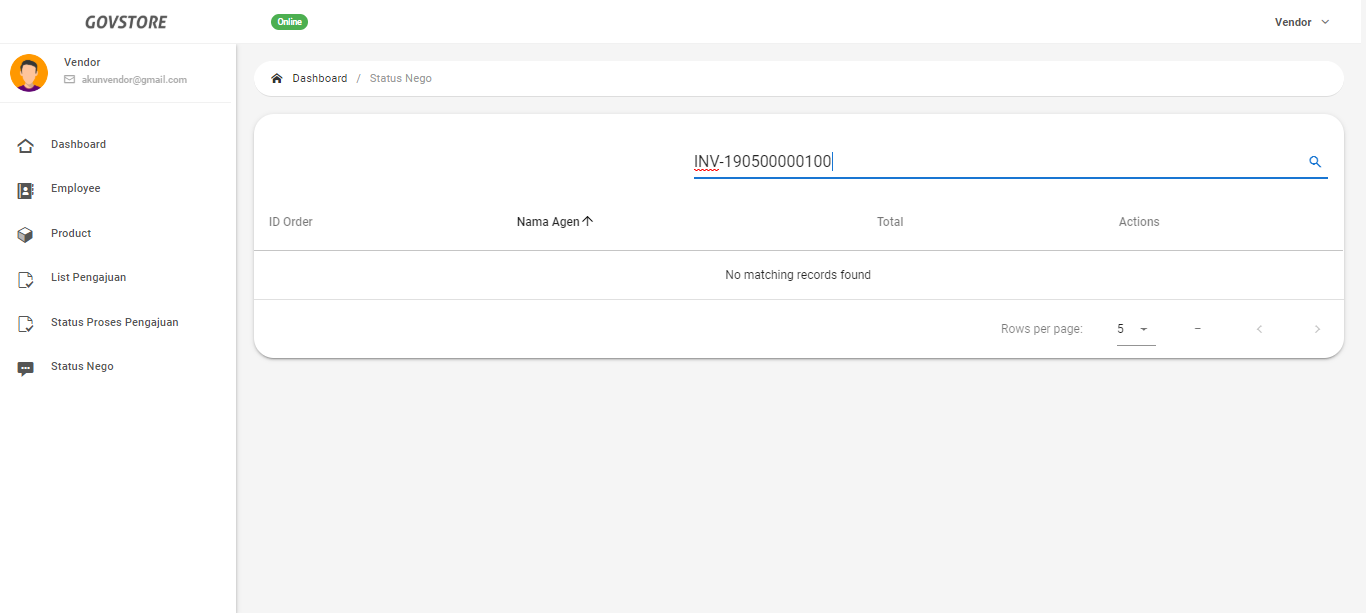 GOVSTORE
Online
Vendor
Vendor
akunvendor@gmail.com
Dashboard
Employee
Product
List Pengajuan
Status Proses Pengajuan
Status Nego
Dashboard / Status Nego
INV-190500000100
ID Order Nama Agen Total Actions
No matching records found
Rows per page: 5 –